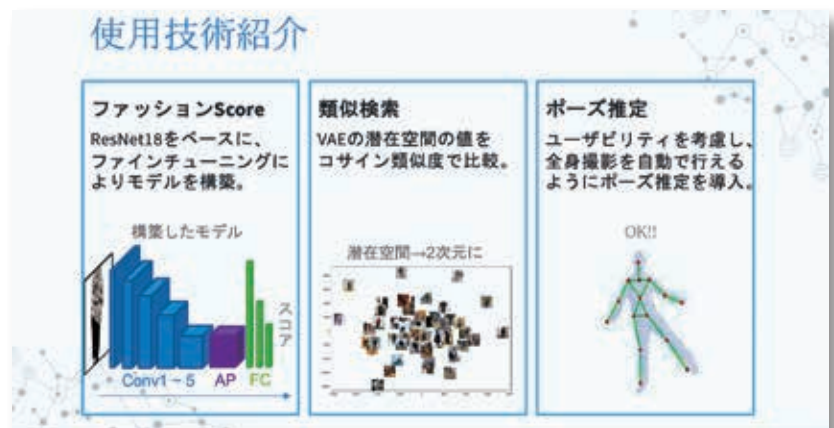 使用技術紹介
ファッションScore
ResNet18をベースに、
ファインチューニングに
よりモデルを構築。
構築したモデル
スコア
Conv1 ~ 5
AP
FC
類似検索
VAEの潜在空間の値を
コサイン類似度で比較。
潜在空間→2次元に
ポーズ推定
ユーザビリティを考慮し、
全身撮影を自動で行える
ようにポーズ推定を導入。
OK!!